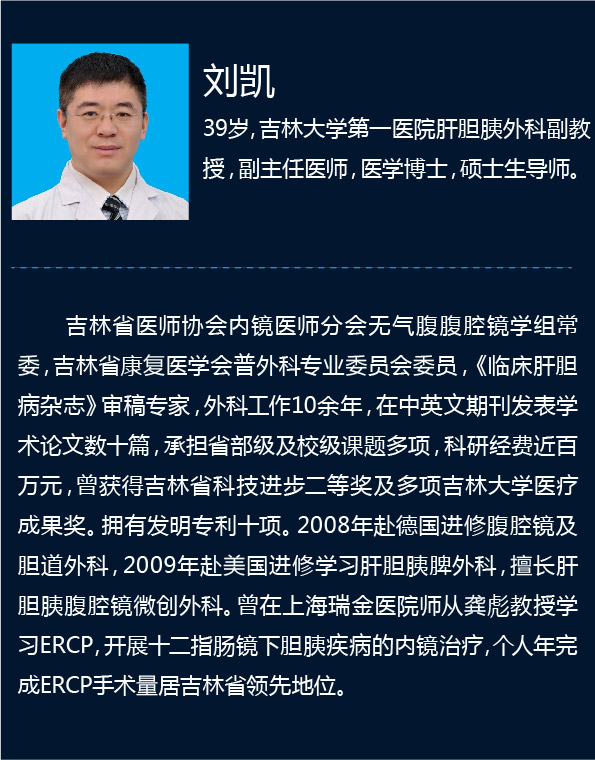 刘凯
39岁，吉林大学第一医院肝胆胰外科副教
授，副主任医师，医学博士，硕士生导师。
吉林省医师协会内镜医师分会无气腹腹腔镜学组常
委，吉林省康复医学会普外科专业委员会委员，《临床肝胆
病杂志》审稿专家，外科工作10余年，在中英文期刊发表学
术论文数十篇，承担省部级及校级课题多项，科研经费近百
万元，曾获得吉林省科技进步二等奖及多项吉林大学医疗
成果奖。拥有发明专利十项。2008年赴德国进修腹腔镜及
胆道外科，2009年赴美国进修学习肝胆胰脾外科，擅长肝
胆胰腹腔镜微创外科。曾在上海瑞金医院师从龚彪教授学
习ERCP，开展十二指肠镜下胆胰疾病的内镜治疗，个人年完
成ERCP手术量居吉林省领先地位。